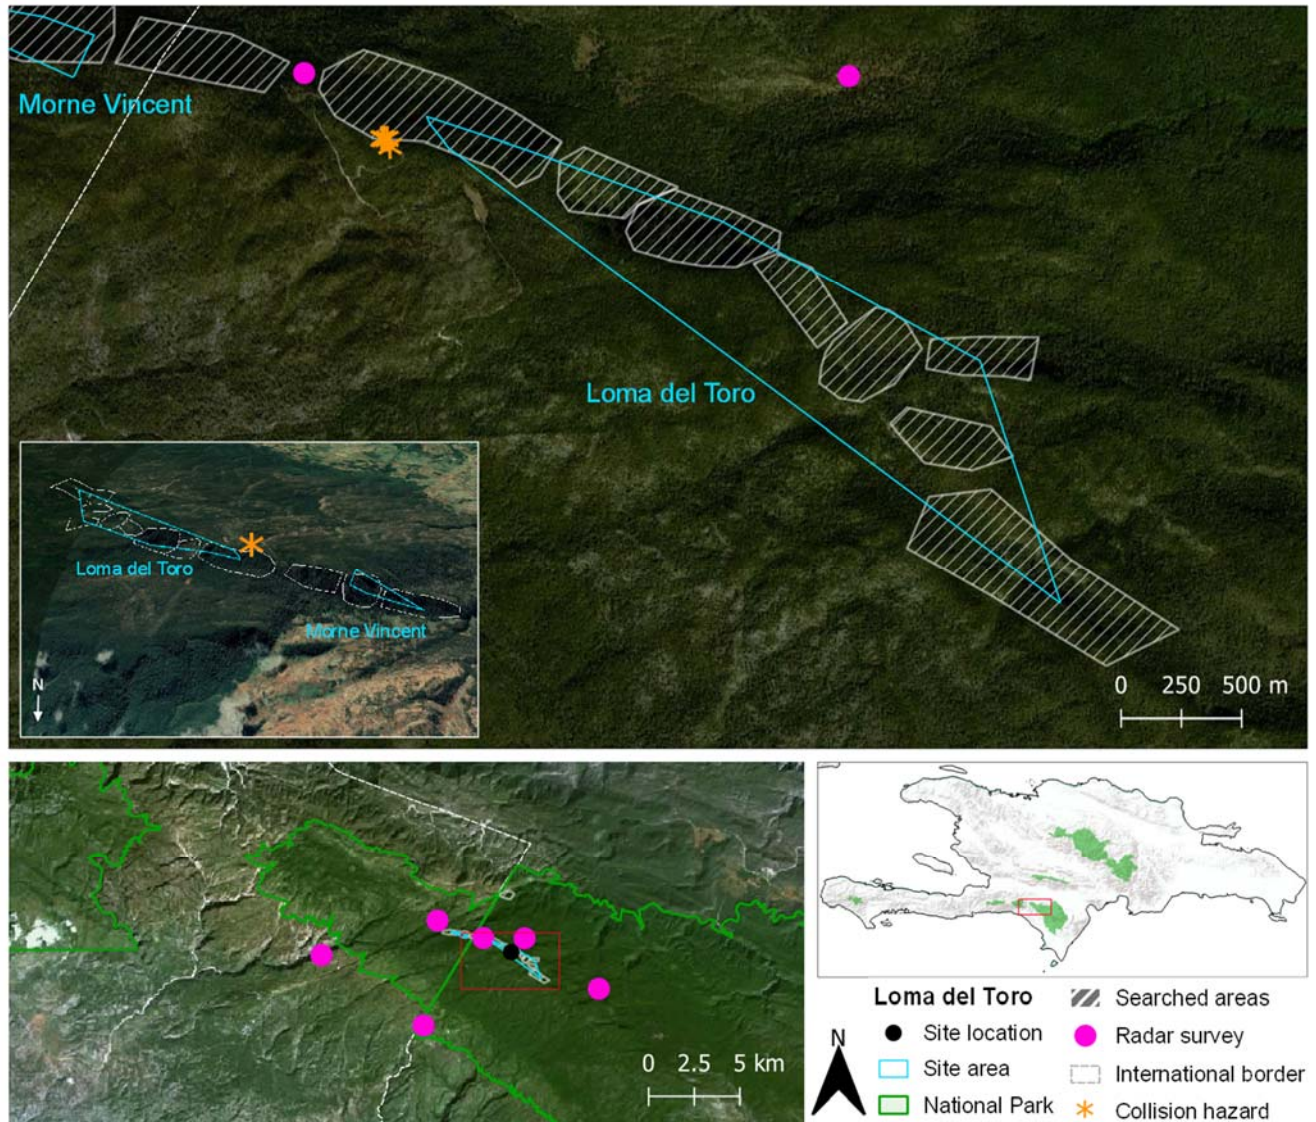 Morne Vincent
Loma del Toro
0 250 500 m
Loma del Toro
Morne Vincent
N
0 2.5 5 km
Loma del Toro
Site location
Site area
National Park
N
Searched areas
Radar survey
International border
Collision hazard